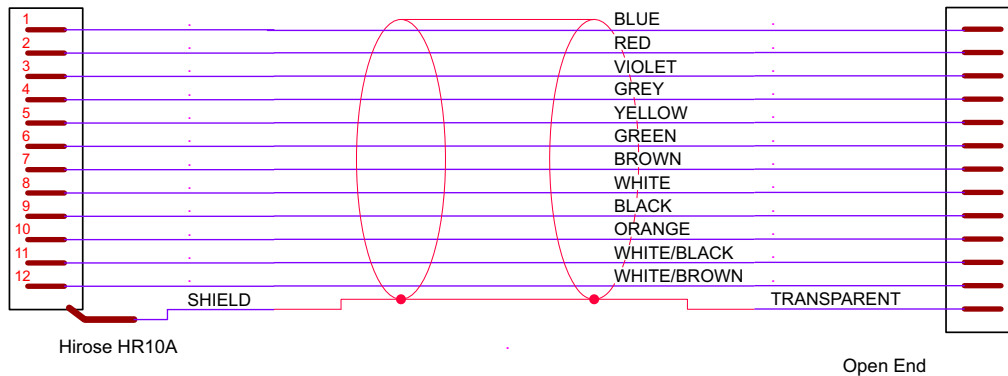 1 BLUE
2 RED
3 VIOLET
4 GREY
5 YELLOW
6 GREEN
7 BROWN
8 WHITE
9 BLACK
10 ORANGE
11 WHITE/BLACK
12 WHITE/BROWN
SHIELD TRANSPARENT
Hirose HR10A
Open End